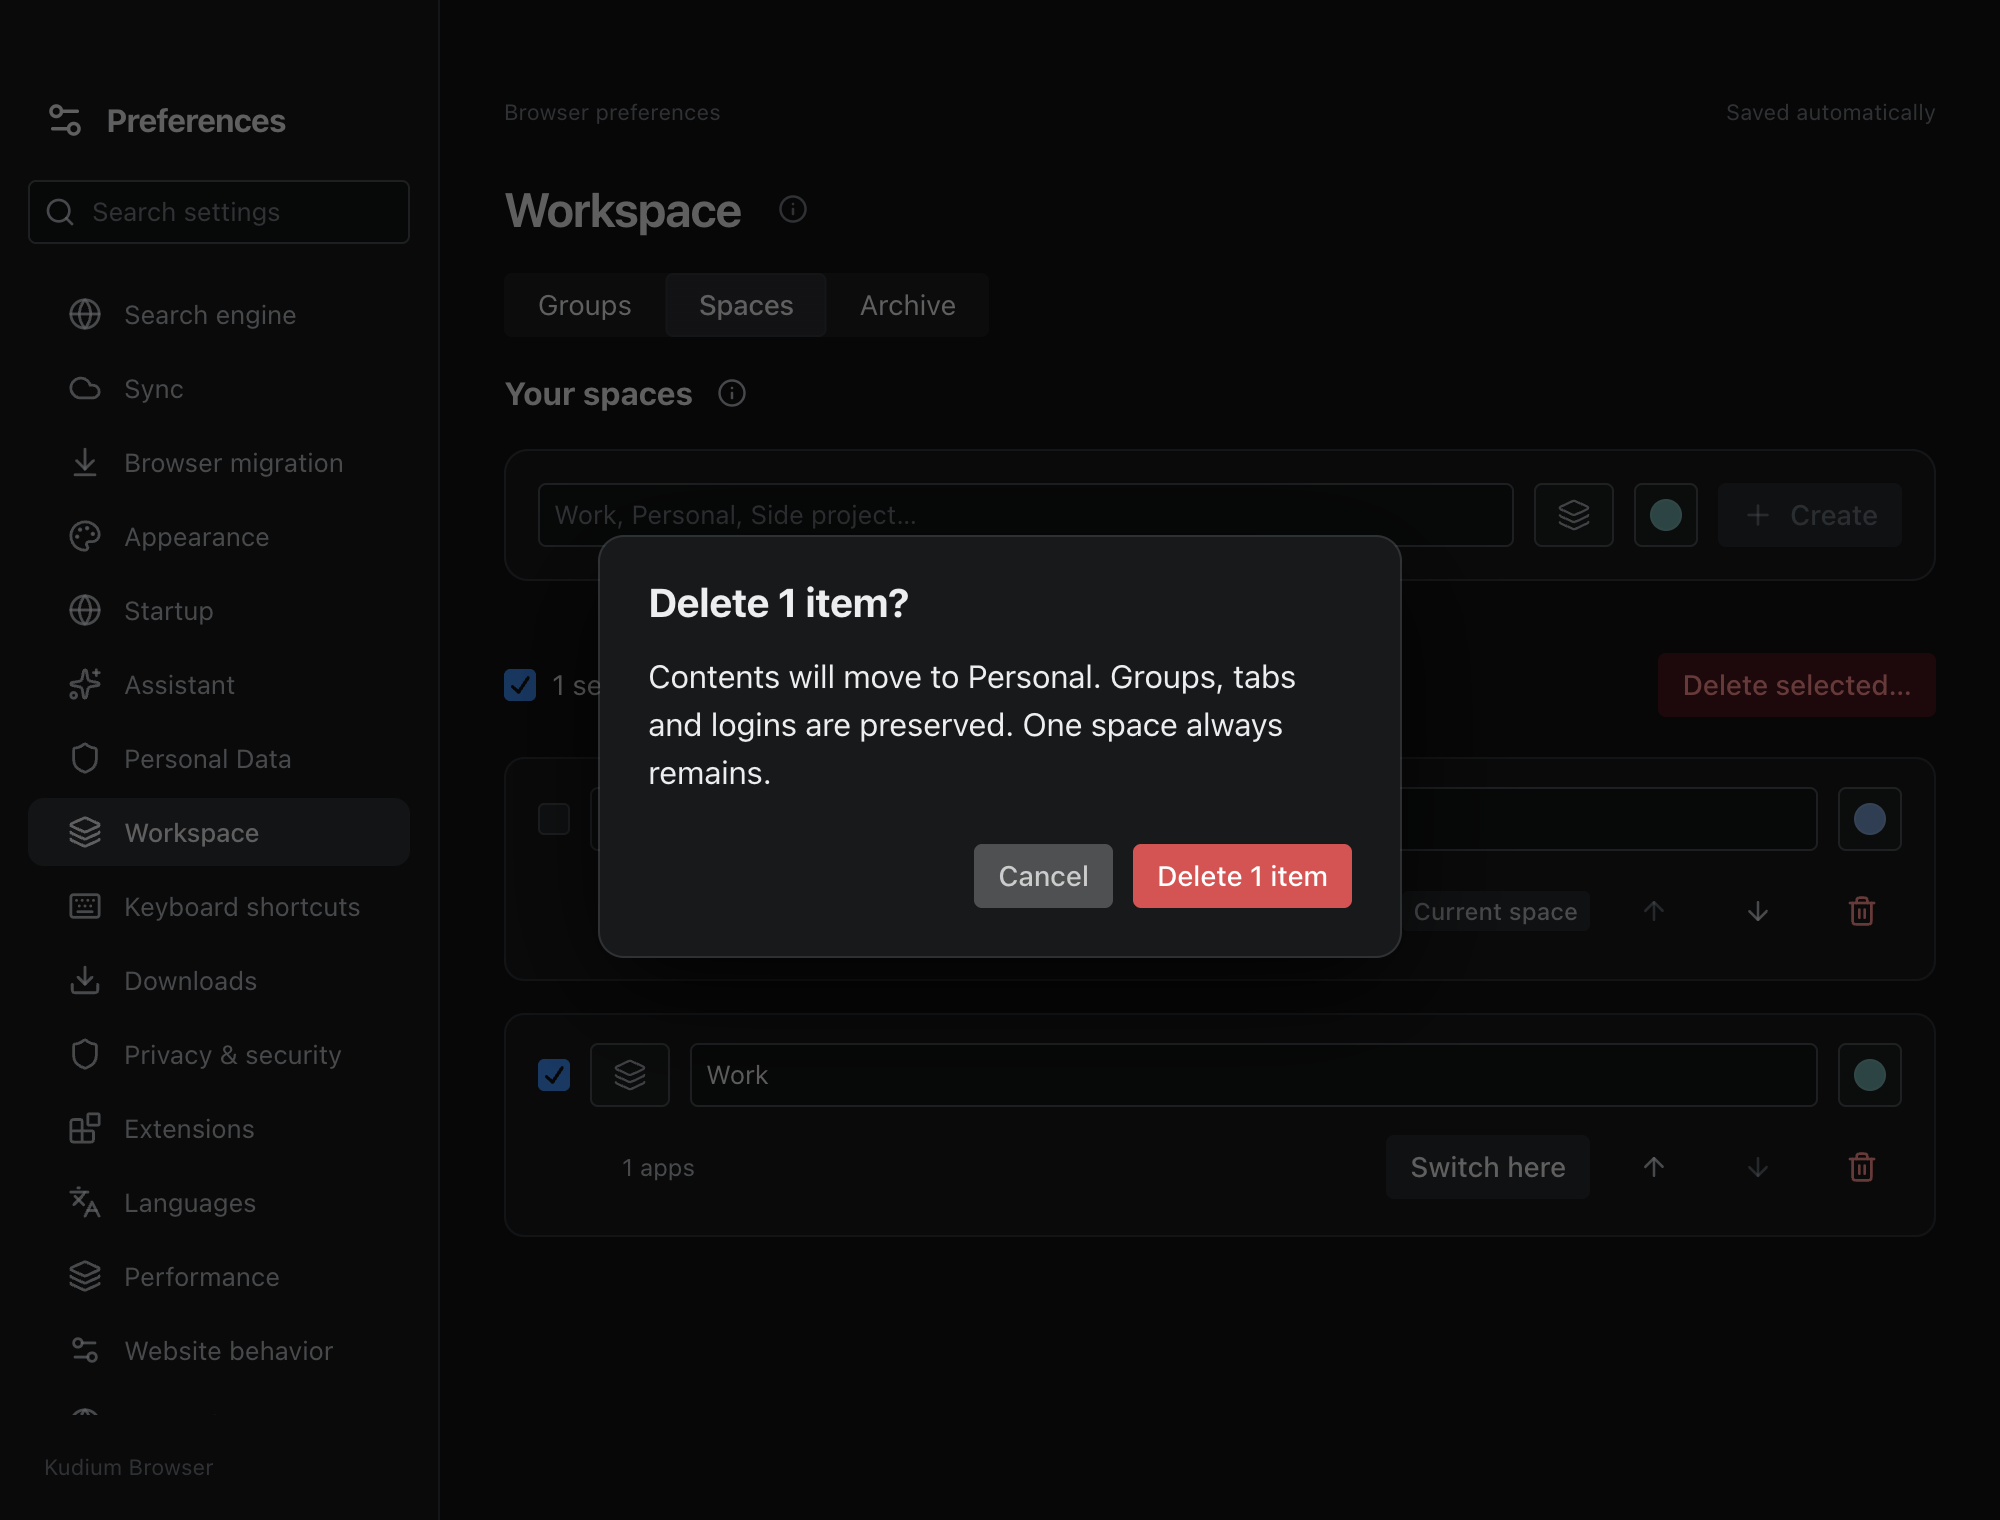 Preferences
Search settings
Search engine
Sync
Browser migration
Appearance
Startup
Assistant
Personal Data
Workspace
Keyboard shortcuts
Downloads
Privacy & security
Extensions
Languages
Performance
Website behavior
Kudium Browser
Browser preferences
Saved automatically
Workspace
Groups Spaces Archive
Your spaces
Work, Personal, Side project...
Create
1 se
Delete selected...
Delete 1 item?
Contents will move to Personal. Groups, tabs
and logins are preserved. One space always
remains.
Cancel
Delete 1 item
Current space
Work
1 apps
Switch here